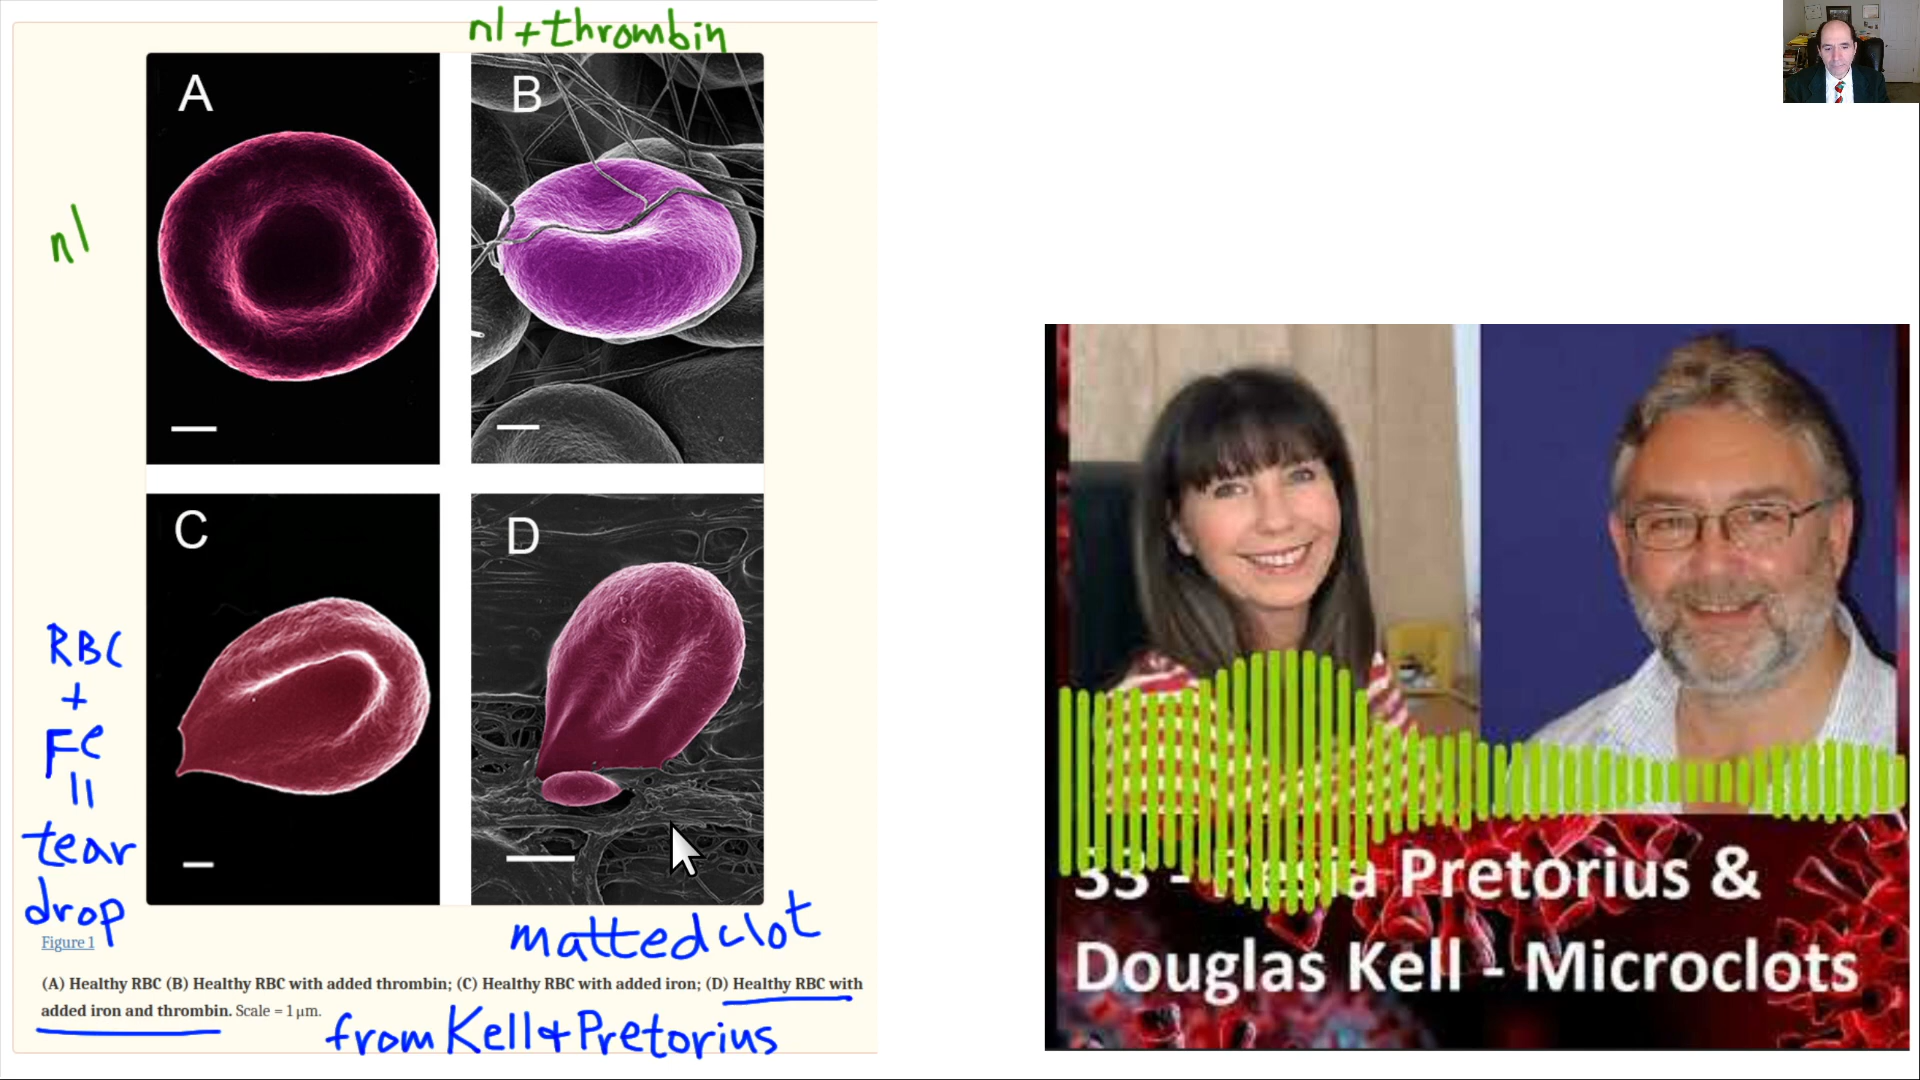 nl + thrombin
A
B
nl
C
D
RBC
+
Fe
=
tear
drop
matted clot
Figure 1
(A) Healthy RBC (B) Healthy RBC with added thrombin; (C) Healthy RBC with added iron; (D) Healthy RBC with
added iron and thrombin. Scale = 1 μm.
from Kell + Pretorius
33 - Resia Pretorius &
Douglas Kell - Microclots